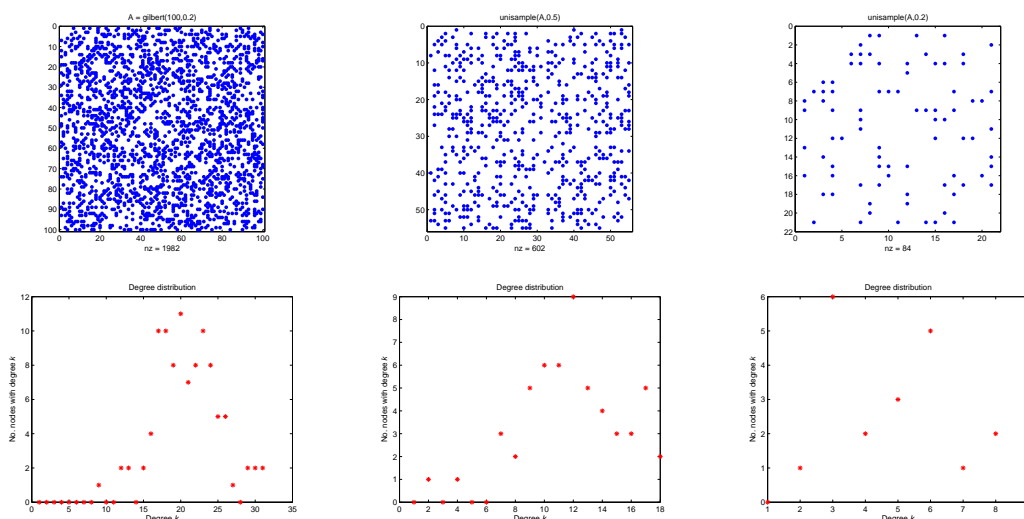 A = gilbert(100,0.2)
0
10
20
30
40
50
60
70
80
90
100
0 20 40 60 80 100
nz = 1982
unisample(A,0.5)
0
10
20
30
40
50
0 10 20 30 40 50
nz = 602
unisample(A,0.2)
0
2
4
6
8
10
12
14
16
18
20
22
0 5 10 15 20
nz = 84
Degree distribution
No. nodes with degree k
12
10
8
6
4
2
0
0 5 10 15 20 25 30 35
Degree k
Degree distribution
No. nodes with degree k
9
8
7
6
5
4
3
2
1
0
0 2 4 6 8 10 12 14 16 18
Degree k
Degree distribution
No. nodes with degree k
6
5
4
3
2
1
0
1 2 3 4 5 6 7 8
Degree k